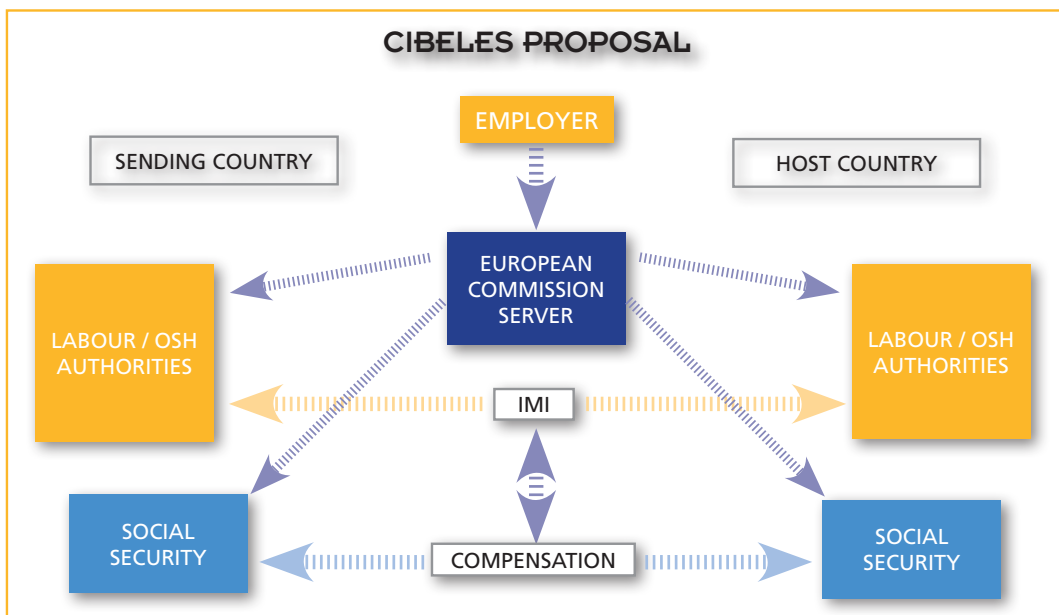 CIBELES PROPOSAL
EMPLOYER
SENDING COUNTRY
HOST COUNTRY
EUROPEAN
COMMISSION
SERVER
LABOUR / OSH
AUTHORITIES
LABOUR / OSH
AUTHORITIES
IMI
SOCIAL
SECURITY
COMPENSATION
SOCIAL
SECURITY